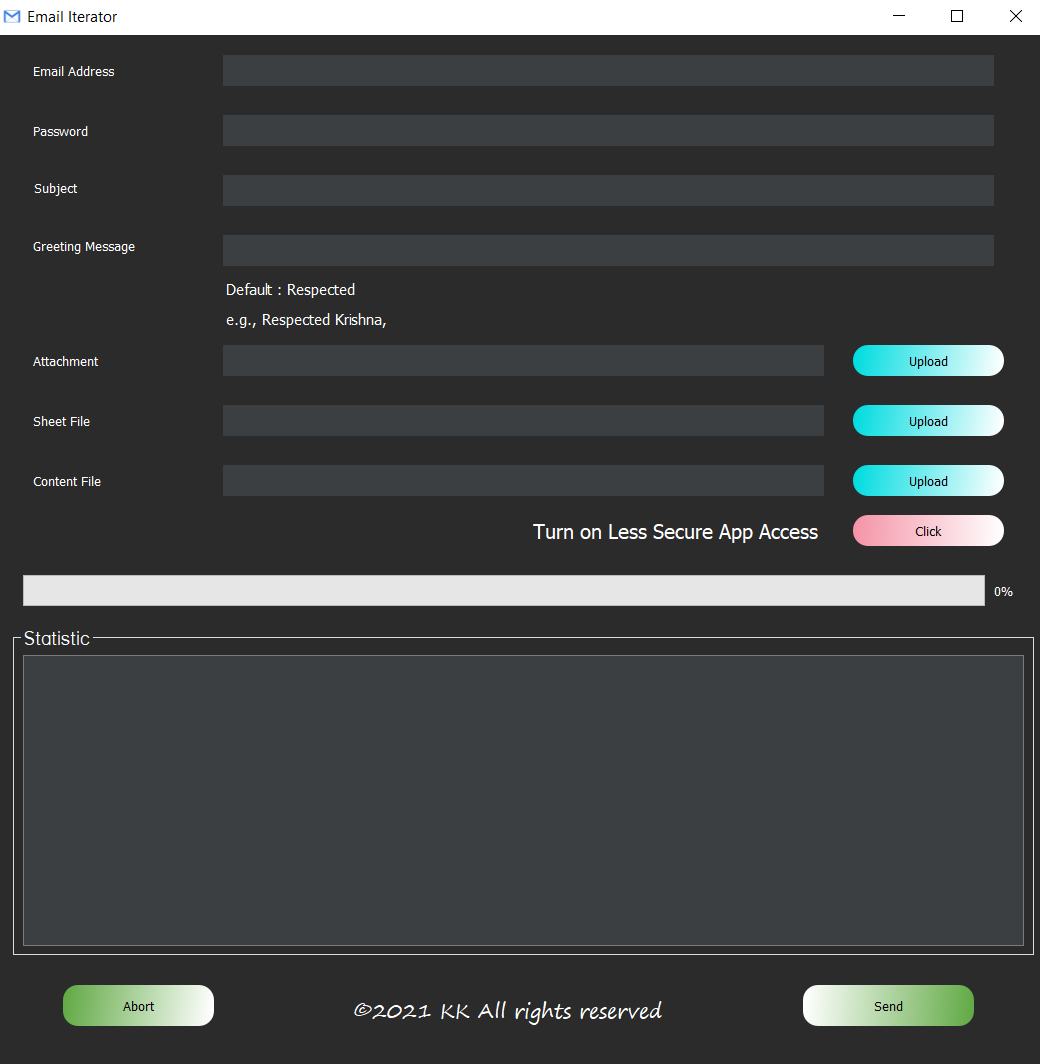 Email Iterator
Email Address
Password
Subject
Greeting Message
Default : Respected
e.g., Respected Krishna,
Attachment
Upload
Sheet File
Upload
Content File
Upload
Turn on Less Secure App Access
Click
0%
Statistic
Abort
©2021 KK All rights reserved
Send